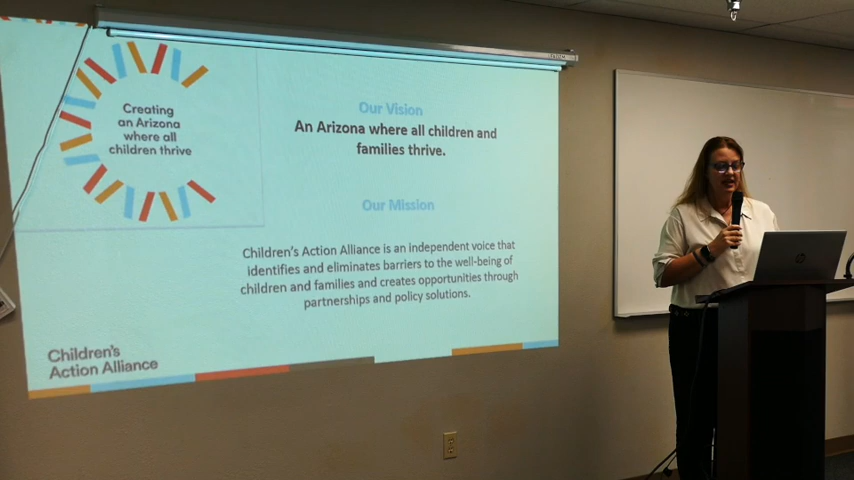 Creating
an Arizona
where all
children thrive
Our Vision
An Arizona where all children and
families thrive.
Our Mission
Children's Action Alliance is an independent voice that
identifies and eliminates barriers to the well-being of
children and families and creates opportunities through
partnerships and policy solutions.
Children's
Action Alliance
hp